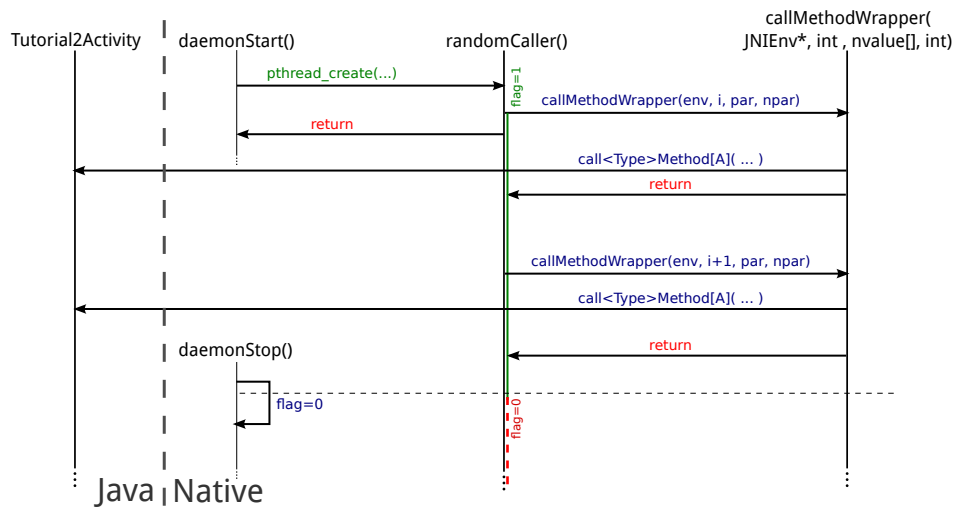 callMethodWrapper(
Tutorial2Activity daemonStart() randomCaller() JNIEnv*, int , nvalue[], int)
pthread_create(...)
flag=1
callMethodWrapper(env, i, par, npar)
return
call<Type>Method[A]( ... )
return
callMethodWrapper(env, i+1, par, npar)
call<Type>Method[A]( ... )
return
daemonStop()
flag=0
flag=0
Java Native